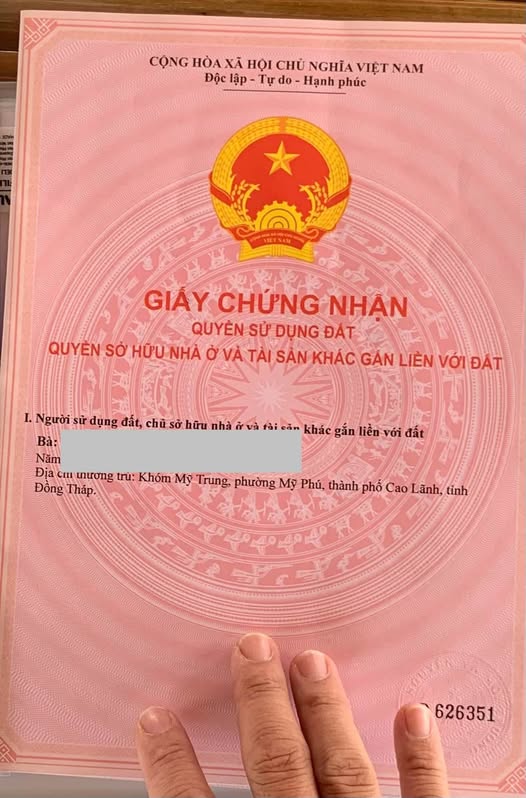 CỘNG HÒA XÃ HỘI CHỦ NGHĨA VIỆT NAM
Độc lập - Tự do - Hạnh phúc
VIỆT NAM
GIẤY CHỨNG NHẬN
QUYỀN SỬ DỤNG ĐẤT
QUYỀN SỞ HỮU NHÀ Ở VÀ TÀI SẢN KHÁC GẮN LIỀN VỚI ĐẤT
I. Người sử dụng đất, chủ sở hữu nhà ở và tài sản khác gắn liền với đất
Bà:
Năm
Địa chỉ thường trú: Khóm Mỹ Trung, phường Mỹ Phú, thành phố Cao Lãnh, tỉnh
Đồng Tháp.
626351